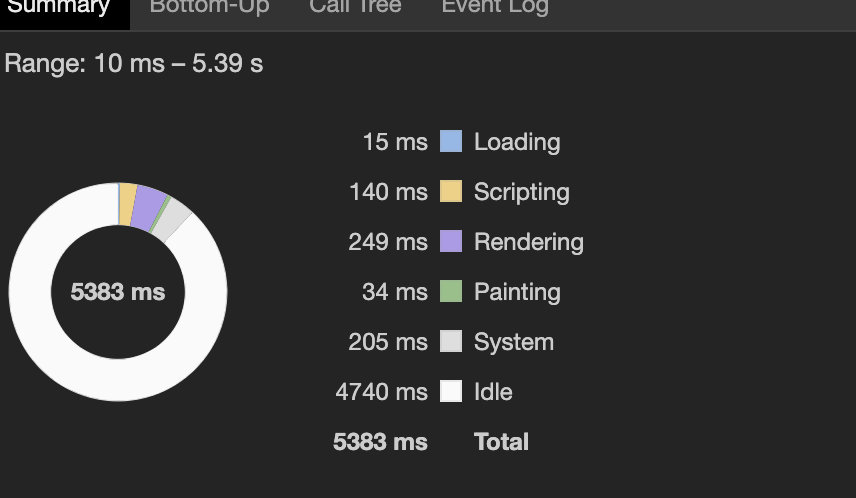 Summary Bottom-Up Call Tree Event Log
Range: 10 ms – 5.39 s
15 ms Loading
140 ms Scripting
249 ms Rendering
34 ms Painting
205 ms System
4740 ms Idle
5383 ms Total
5383 ms